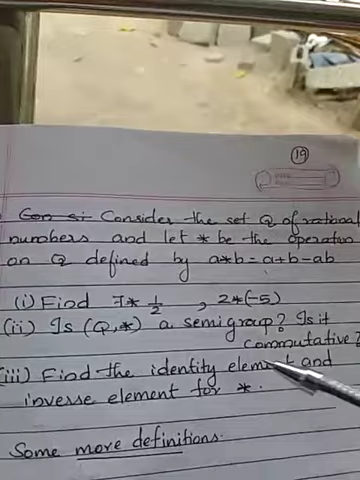 19
Consider the set Q of rational
numbers and let * be the operation
on Q defined by a*b = a+b-ab
(i) Find 7 * 1/2 , 2*(-5)
(ii) Is (Q,*) a semigroup? Is it
commutative?
(iii) Find the identity element and
inverse element for *.
Some more definitions.